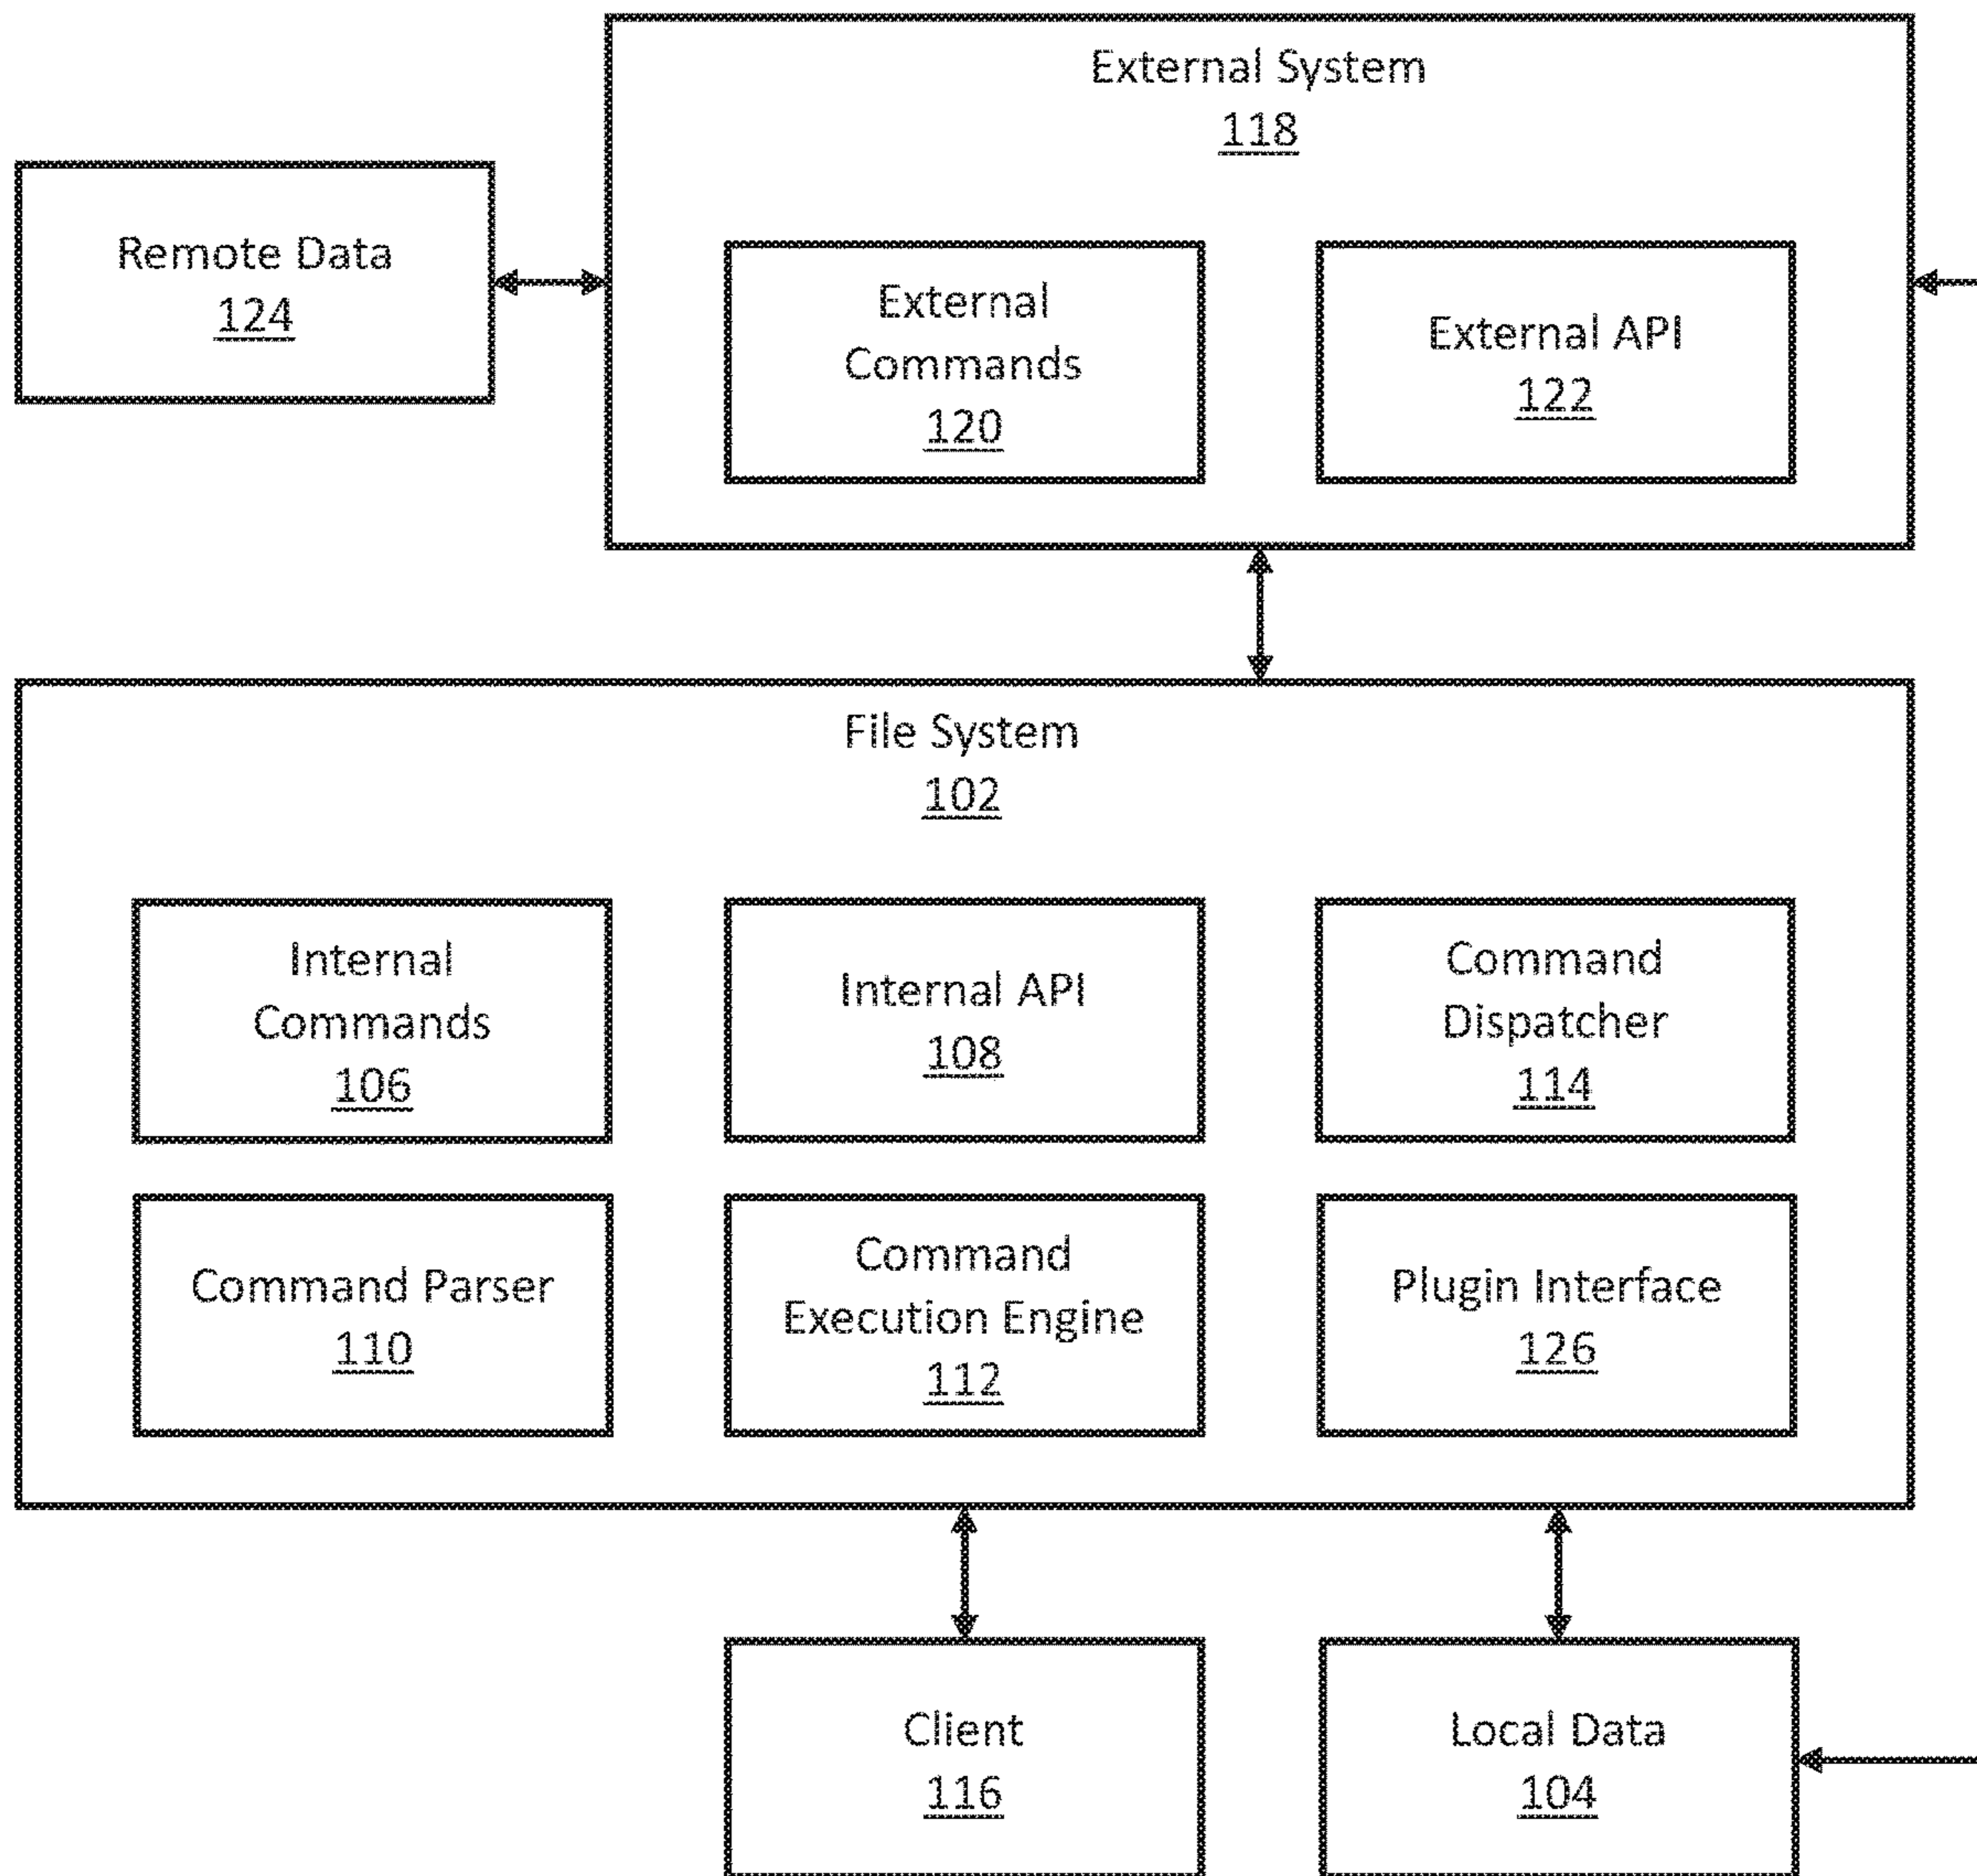 External System
118
Remote Data
124
External
Commands
120
External API
122
File System
102
Internal
Commands
106
Internal API
108
Command
Dispatcher
114
Command Parser
110
Command
Execution Engine
112
Plugin Interface
126
Client
116
Local Data
104